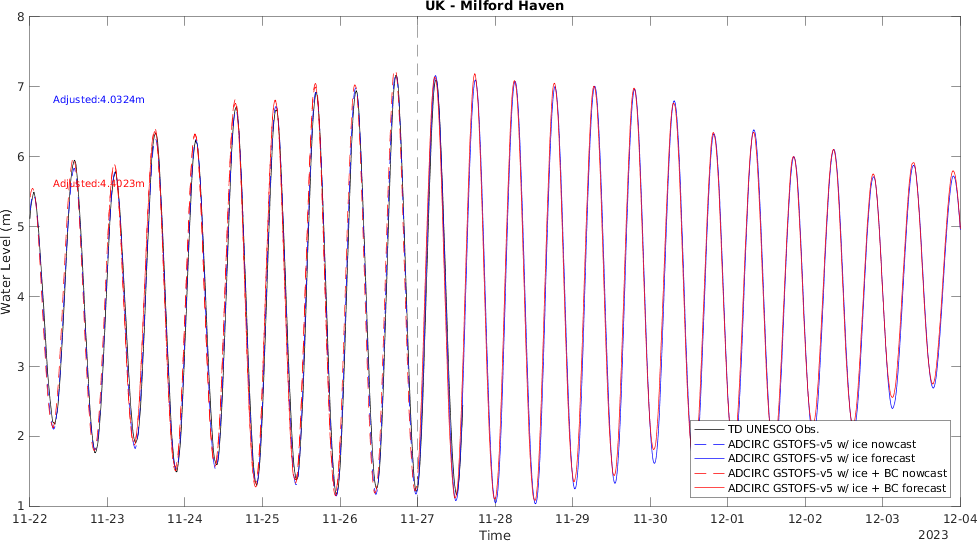 UK - Milford Haven
8
7
6
5
4
3
2
1
Water Level (m)
Adjusted:4.0324m
Adjusted:4.4023m
TD UNESCO Obs.
ADCIRC GSTOFS-v5 w/ ice nowcast
ADCIRC GSTOFS-v5 w/ ice forecast
ADCIRC GSTOFS-v5 w/ ice + BC nowcast
ADCIRC GSTOFS-v5 w/ ice + BC forecast
11-22 11-23 11-24 11-25 11-26 11-27 11-28 11-29 11-30 12-01 12-02 12-03 12-04
Time
2023